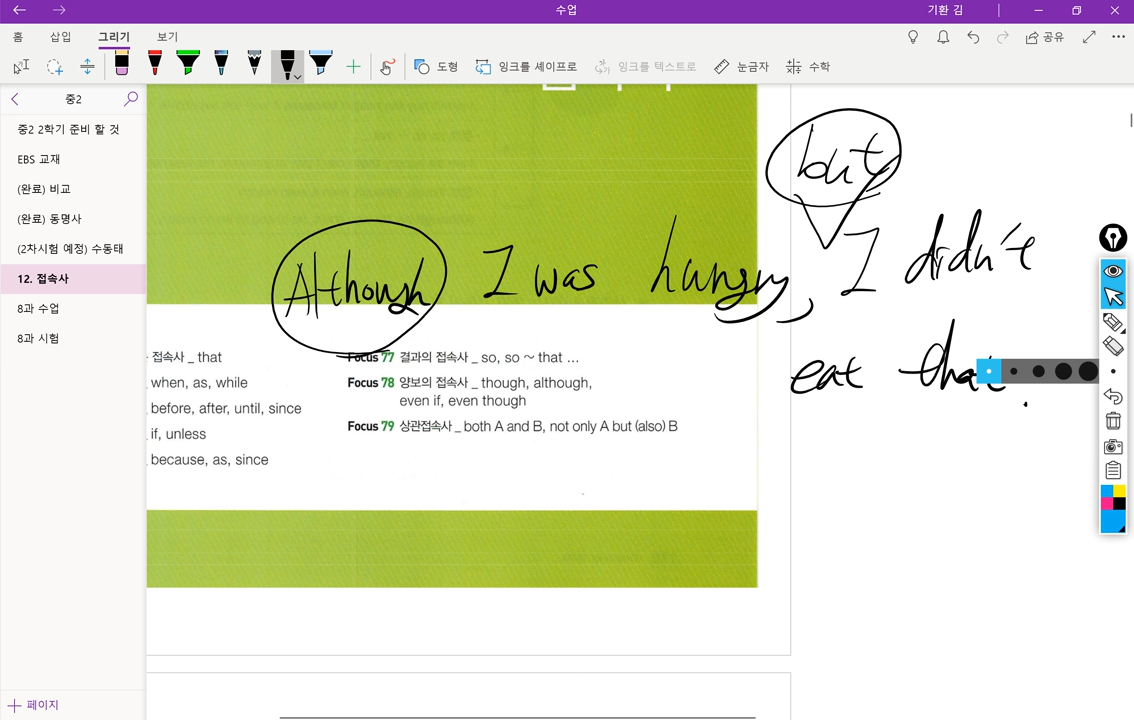 수업
기환 김
홈 삽입 그리기 보기
공유
도형 잉크를 셰이프로 잉크를 텍스트로 눈금자 수학
중2
중2 2학기 준비 할 것
EBS 교재
(완료) 비교
(완료) 동명사
(2차시험 예정) 수동태
12. 접속사
8과 수업
8과 시험
페이지
but
Although I was hungry, I didn't
eat that.
접속사 _ that
_ when, as, while
_ before, after, until, since
_ if, unless
_ because, as, since
Focus 77 결과의 접속사 _ so, so ~ that ...
Focus 78 양보의 접속사 _ though, although,
even if, even though
Focus 79 상관접속사 _ both A and B, not only A but (also) B